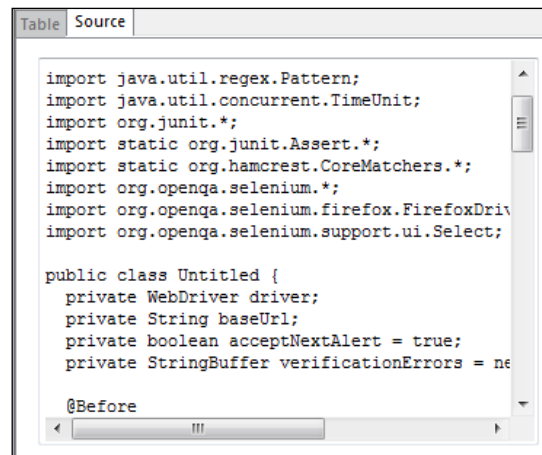 Table Source
import java.util.regex.Pattern;
import java.util.concurrent.TimeUnit;
import org.junit.*;
import static org.junit.Assert.*;
import static org.hamcrest.CoreMatchers.*;
import org.openqa.selenium.*;
import org.openqa.selenium.firefox.FirefoxDriv
import org.openqa.selenium.support.ui.Select;
public class Untitled {
private WebDriver driver;
private String baseUrl;
private boolean acceptNextAlert = true;
private StringBuffer verificationErrors = ne
@Before